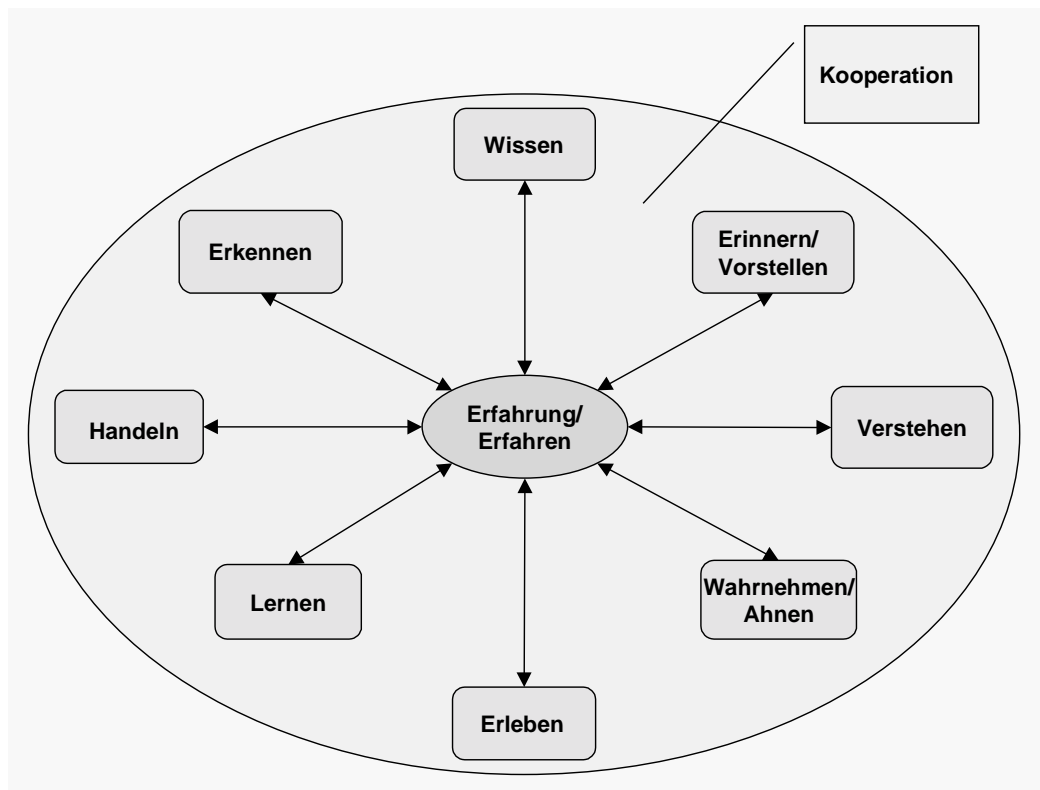 Kooperation
Wissen
Erkennen
Erinnern/
Vorstellen
Handeln
Erfahrung/
Erfahren
Verstehen
Lernen
Wahrnehmen/
Ahnen
Erleben